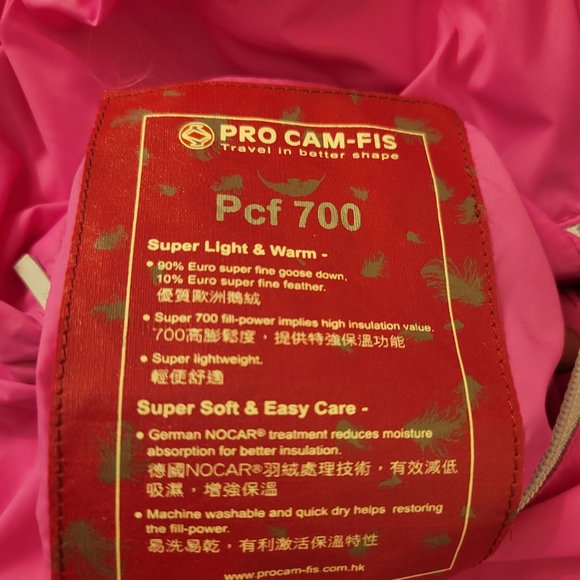 PRO CAM-FIS
Travel in better shape
Pcf 700
Super Light & Warm -
• 90% Euro super fine goose down,
10% Euro super fine feather.
優質歐洲鵝絨
• Super 700 fill-power implies high insulation value.
700高膨鬆度，提供特強保溫功能
• Super lightweight.
輕便舒適
Super Soft & Easy Care -
• German NOCAR® treatment reduces moisture
absorption for better insulation.
德國NOCAR®羽絨處理技術，有效減低
吸濕，增強保溫
• Machine washable and quick dry helps restoring
the fill-power.
易洗易乾，有利激活保溫特性
www.procam-fis.com.hk